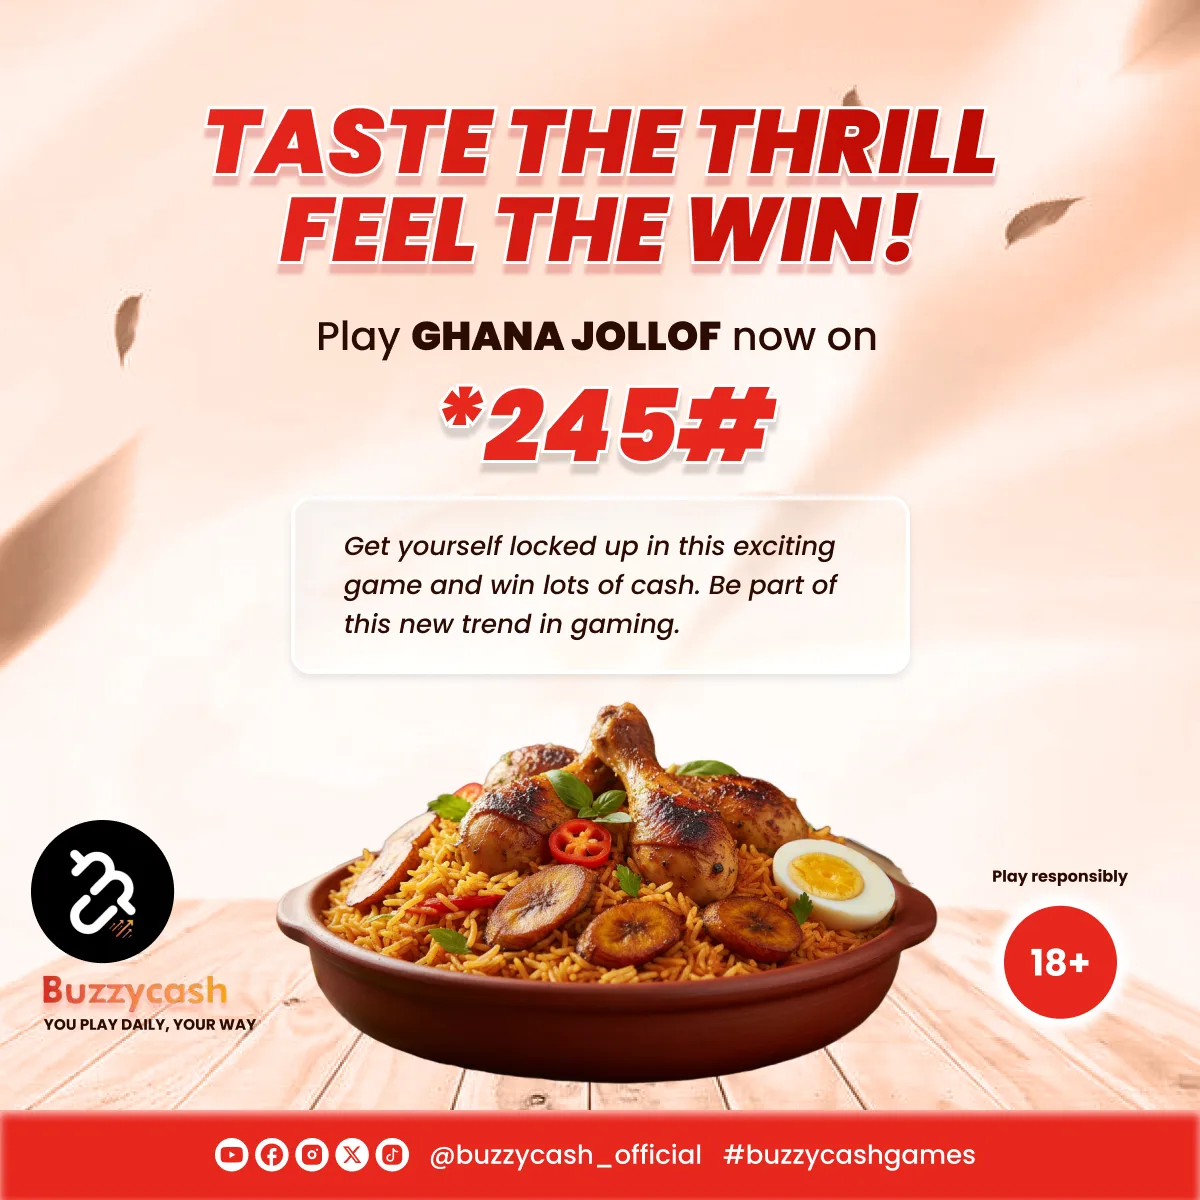 TASTE THE THRILL
FEEL THE WIN!
Play GHANA JOLLOF now on
*245#
Get yourself locked up in this exciting
game and win lots of cash. Be part of
this new trend in gaming.
Buzzycash
YOU PLAY DAILY, YOUR WAY
Play responsibly
18+
@buzzycash_official #buzzycashgames